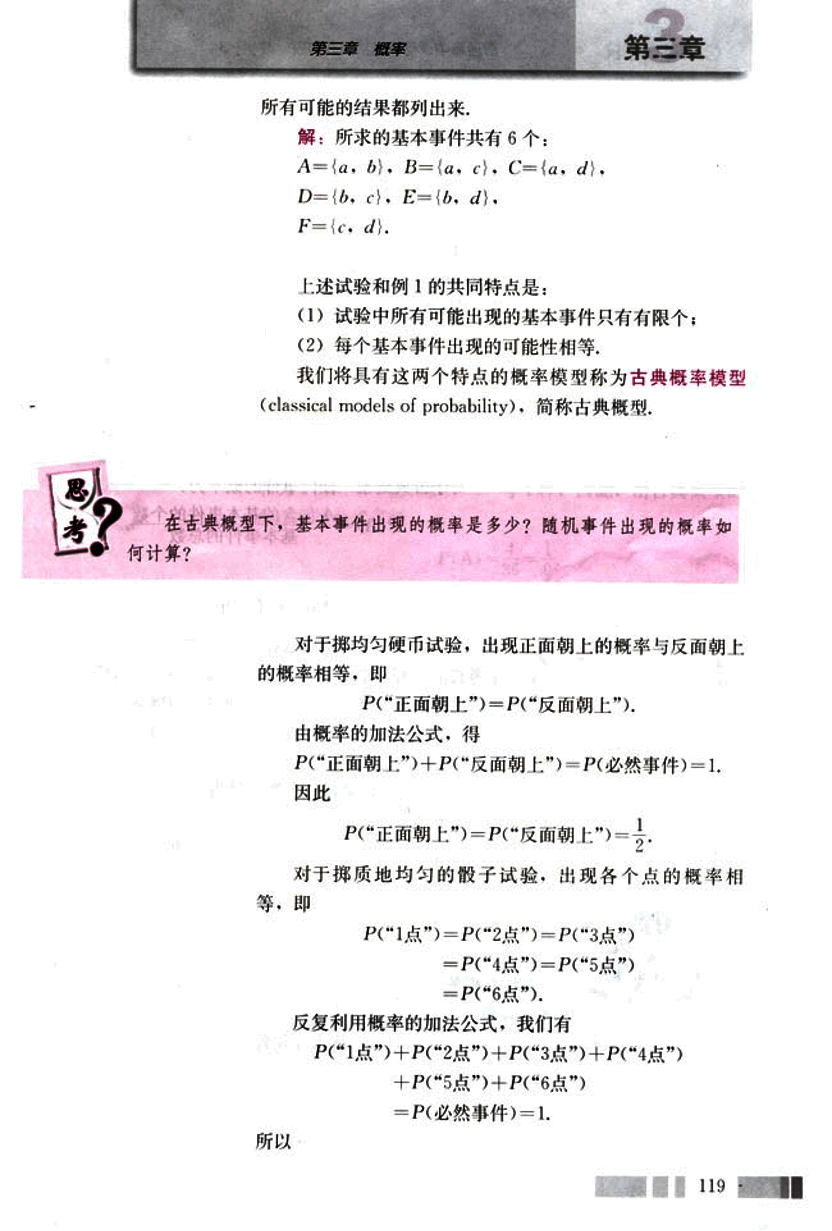 第三章 概率
第三章
所有可能的结果都列出来.
解：所求的基本事件共有 6 个：
A={a，b}，B={a，c}，C={a，d}，
D={b，c}，E={b，d}，
F={c，d}.
上述试验和例 1 的共同特点是：
（1）试验中所有可能出现的基本事件只有有限个；
（2）每个基本事件出现的可能性相等.
我们将具有这两个特点的概率模型称为古典概率模型
(classical models of probability)，简称古典概型.
思考?
在古典概型下，基本事件出现的概率是多少？随机事件出现的概率如
何计算？
对于掷均匀硬币试验，出现正面朝上的概率与反面朝上
的概率相等，即
P(“正面朝上”)=P(“反面朝上”).
由概率的加法公式，得
P(“正面朝上”)+P(“反面朝上”)=P(必然事件)=1.
因此
P(“正面朝上”)=P(“反面朝上”)=1/2.
对于掷质地均匀的骰子试验，出现各个点的概率相
等，即
P(“1点”)=P(“2点”)=P(“3点”)
=P(“4点”)=P(“5点”)
=P(“6点”).
反复利用概率的加法公式，我们有
P(“1点”)+P(“2点”)+P(“3点”)+P(“4点”)
+P(“5点”)+P(“6点”)
=P(必然事件)=1.
所以
119